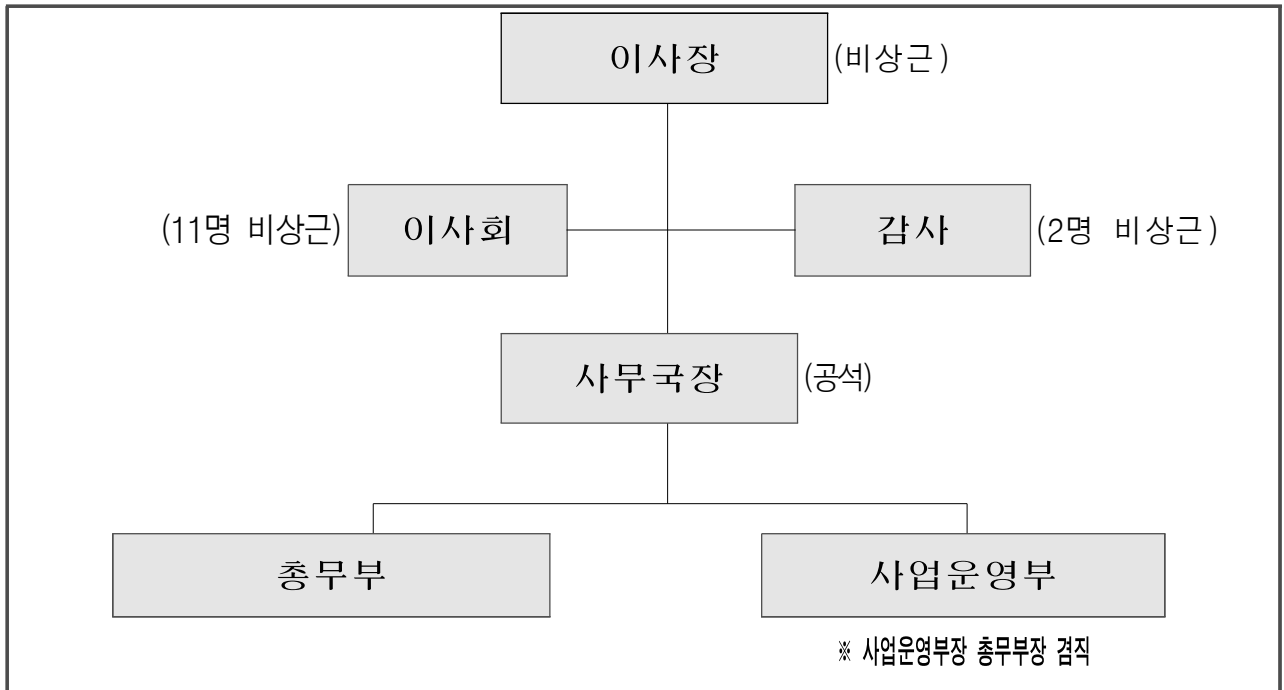 이사장 (비상근)
(11명 비상근) 이사회 감사 (2명 비상근)
사무국장 (공석)
총무부 사업운영부
※ 사업운영부장 총무부장 겸직